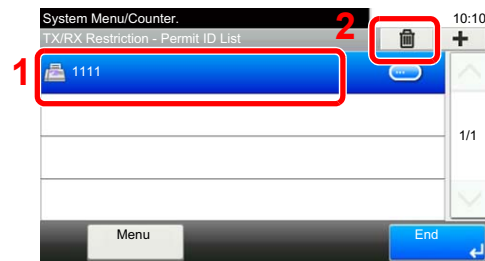 System Menu/Counter. 10:10
TX/RX Restriction - Permit ID List
2
1
1111
1/1
Menu
End